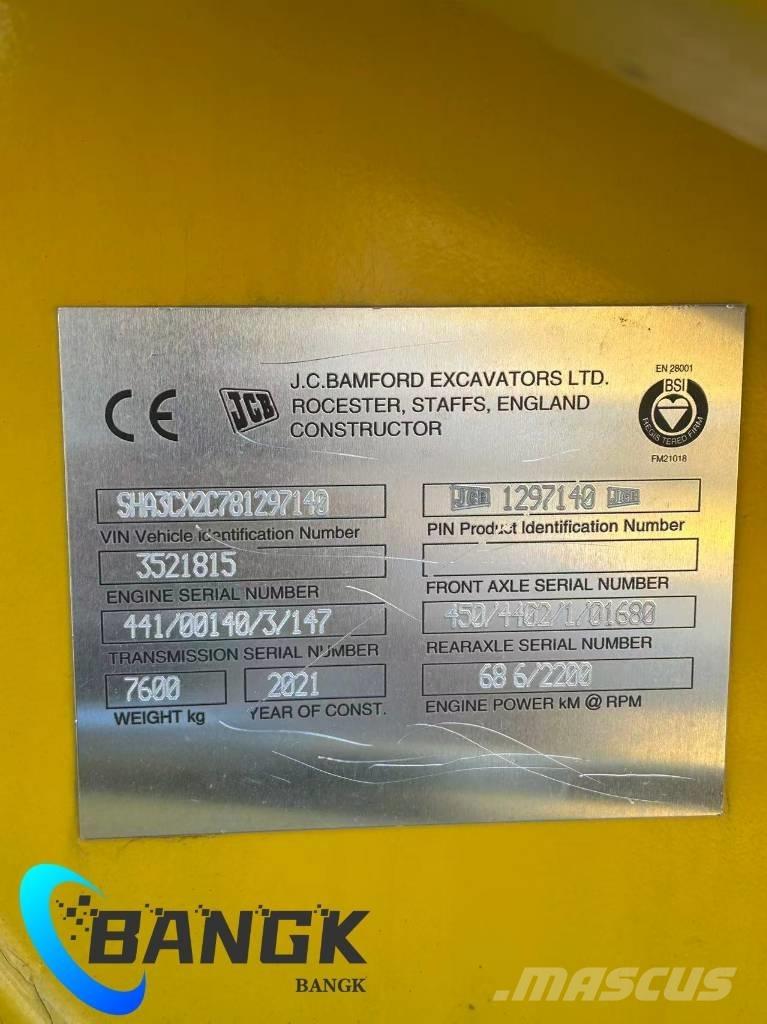 CE JCB J.C.BAMFORD EXCAVATORS LTD.
ROCESTER, STAFFS, ENGLAND
CONSTRUCTOR
EN 28001
BSI
REGISTERED FIRM
FM21018
SHA3CX2C781297140
VIN Vehicle Identification Number
JCB 1297140 JCB
PIN Product Identification Number
3521815
ENGINE SERIAL NUMBER
FRONT AXLE SERIAL NUMBER
441/00140/3/147
TRANSMISSION SERIAL NUMBER
450/4402/1/01680
REARAXLE SERIAL NUMBER
7600
WEIGHT kg
2021
YEAR OF CONST.
68 6/2200
ENGINE POWER kM @ RPM
BANGK
BANGK
MASCUS